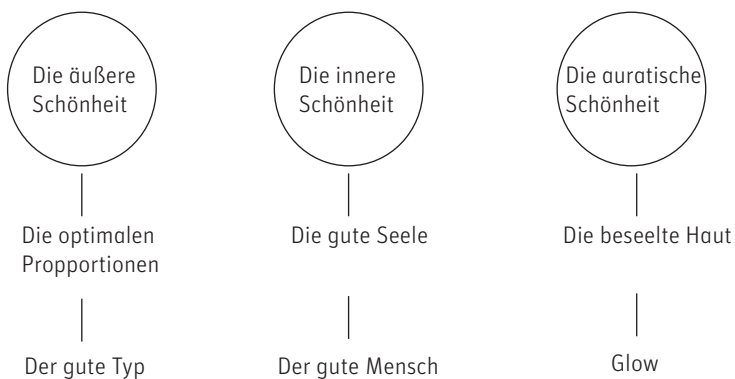 Die äußere
Schönheit
Die optimalen
Propportionen
Der gute Typ
Die innere
Schönheit
Die gute Seele
Der gute Mensch
Die auratische
Schönheit
Die beseelte Haut
Glow